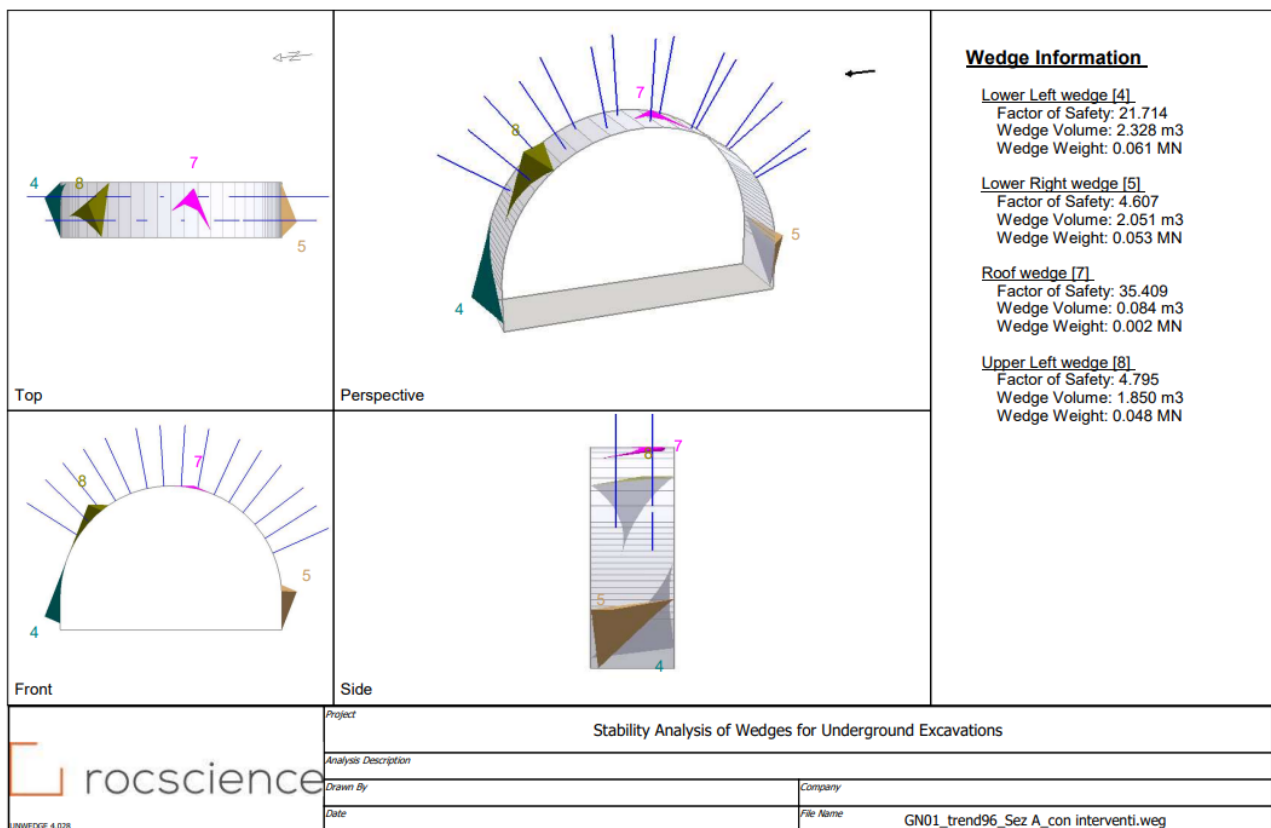 N
4
8
7
5
Top
7
8
5
4
Perspective
7
8
5
4
Front
7
8
5
4
Side
Wedge Information
Lower Left wedge [4]
Factor of Safety: 21.714
Wedge Volume: 2.328 m3
Wedge Weight: 0.061 MN
Lower Right wedge [5]
Factor of Safety: 4.607
Wedge Volume: 2.051 m3
Wedge Weight: 0.053 MN
Roof wedge [7]
Factor of Safety: 35.409
Wedge Volume: 0.084 m3
Wedge Weight: 0.002 MN
Upper Left wedge [8]
Factor of Safety: 4.795
Wedge Volume: 1.850 m3
Wedge Weight: 0.048 MN
rocscience
UNWEDGE 4.028
Project
Stability Analysis of Wedges for Underground Excavations
Analysis Description
Drawn By
Company
Date
File Name
GN01_trend96_Sez A_con interventi.weg